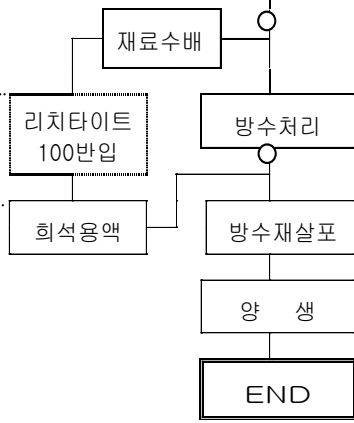 재료수배
리치타이트
100반입
방수처리
희석용액
방수재살포
양 생
END